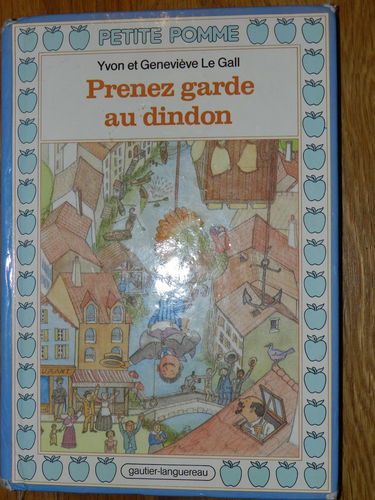 PETITE POMME
Yvon et Geneviève Le Gall
Prenez garde
au dindon
gautier-languereau